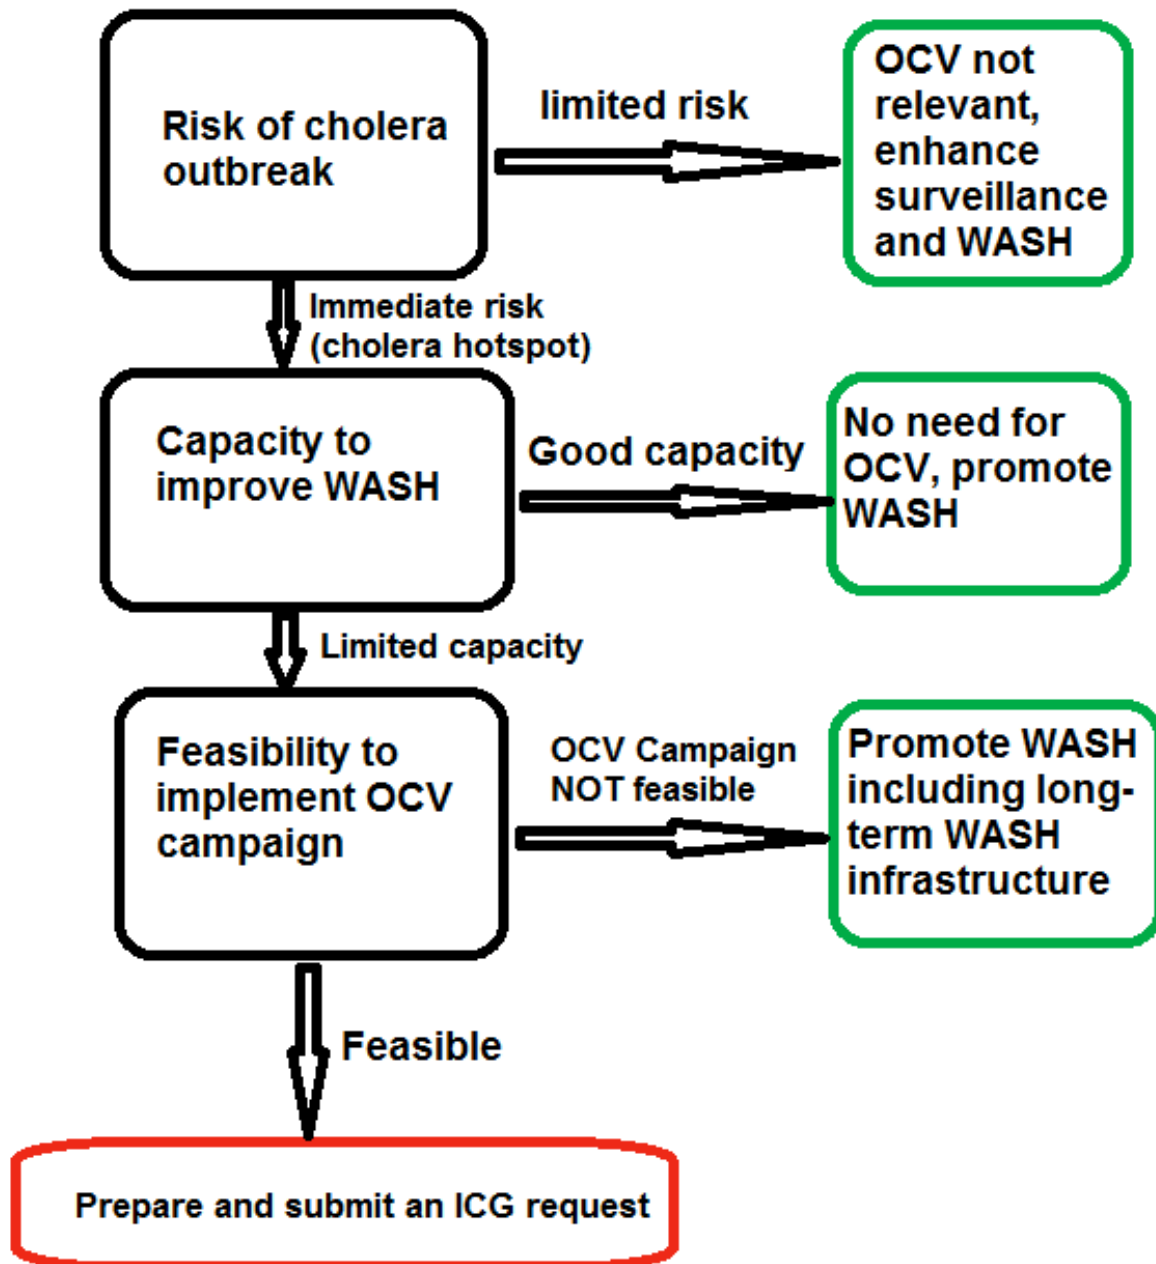 Risk of cholera
outbreak
limited risk
OCV not
relevant,
enhance
surveillance
and WASH
Immediate risk
(cholera hotspot)
Capacity to
improve WASH
Good capacity
No need for
OCV, promote
WASH
Limited capacity
Feasibility to
implement OCV
campaign
OCV Campaign
NOT feasible
Promote WASH
including long-
term WASH
infrastructure
Feasible
Prepare and submit an ICG request